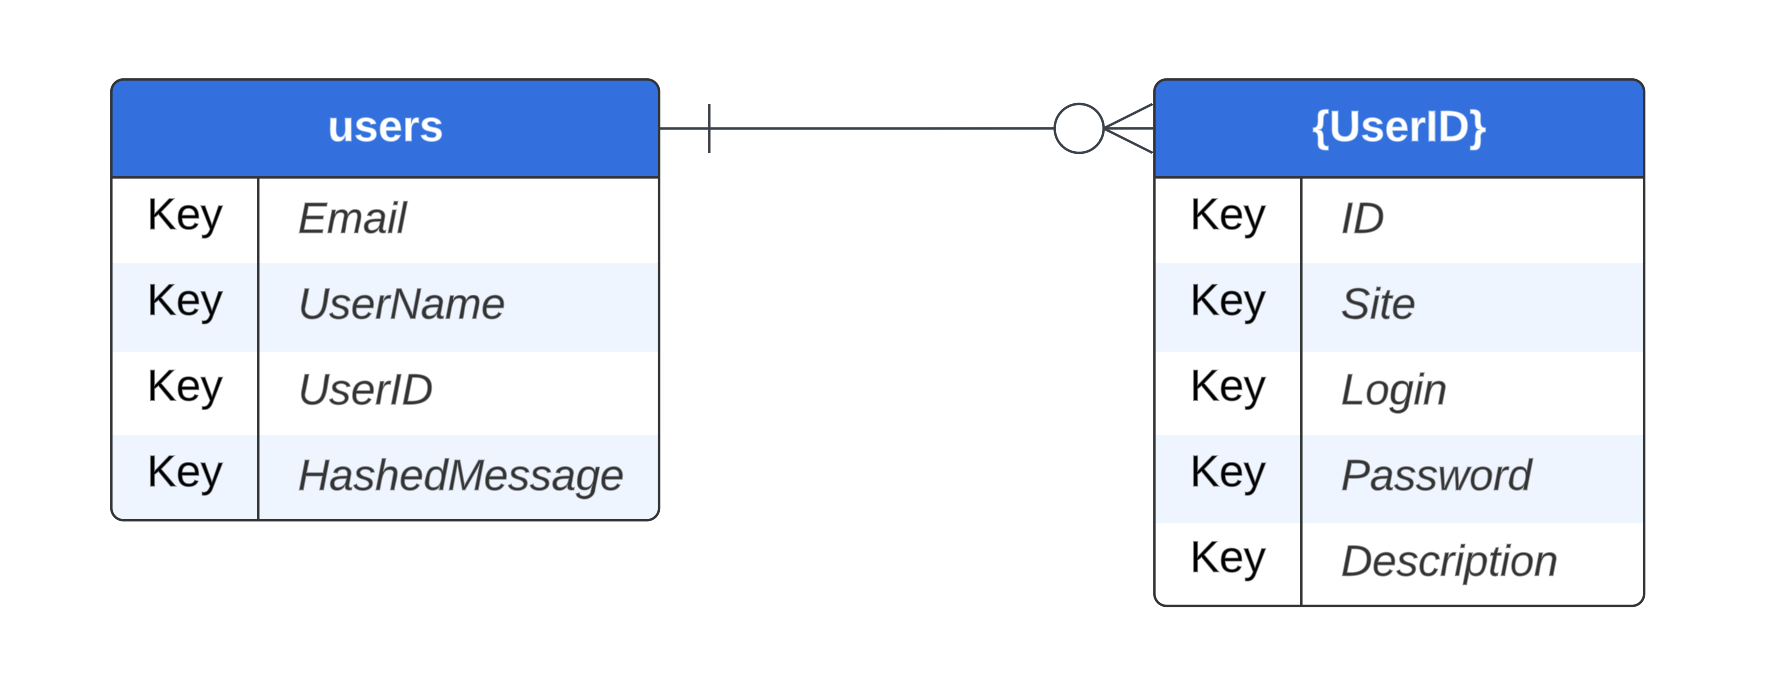 users
Key Email
Key UserName
Key UserID
Key HashedMessage
{UserID}
Key ID
Key Site
Key Login
Key Password
Key Description